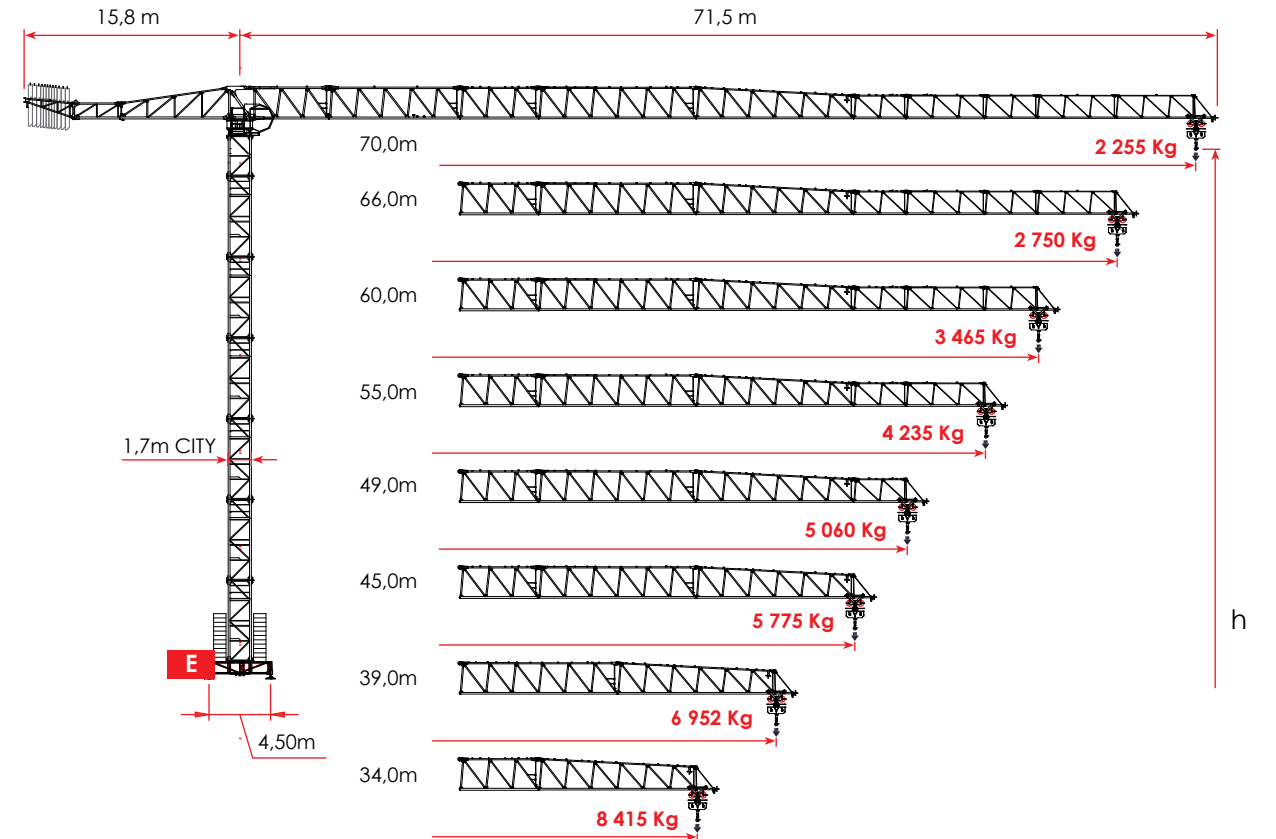 15,8 m
71,5 m
70,0m
2 255 Kg
66,0m
2 750 Kg
60,0m
3 465 Kg
55,0m
4 235 Kg
1,7m CITY
49,0m
5 060 Kg
45,0m
5 775 Kg
h
E
39,0m
6 952 Kg
4,50m
34,0m
8 415 Kg